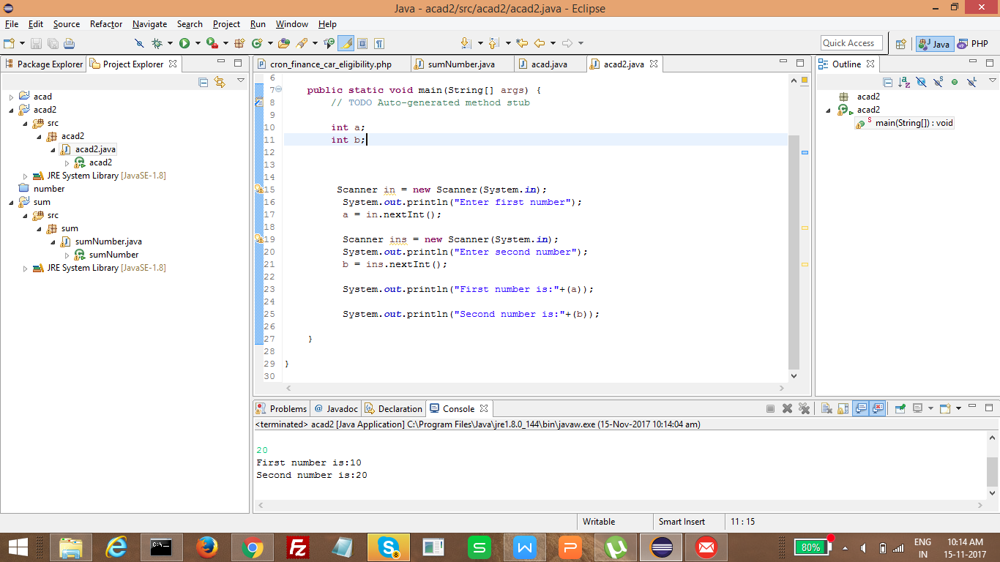 Java - acad2/src/acad2/acad2.java - Eclipse
File Edit Source Refactor Navigate Search Project Run Window Help
Quick Access
Java
PHP
Package Explorer
Project Explorer
acad
acad2
src
acad2
acad2.java
acad2
JRE System Library [JavaSE-1.8]
number
sum
src
sum
sumNumber.java
sumNumber
JRE System Library [JavaSE-1.8]
cron_finance_car_eligibility.php
sumNumber.java
acad.java
acad2.java
6
7 public static void main(String[] args) {
8 // TODO Auto-generated method stub
9
10 int a;
11 int b;
12
13
14
15 Scanner in = new Scanner(System.in);
16 System.out.println("Enter first number");
17 a = in.nextInt();
18
19 Scanner ins = new Scanner(System.in);
20 System.out.println("Enter second number");
21 b = ins.nextInt();
22
23 System.out.println("First number is:"+(a));
24
25 System.out.println("Second number is:"+(b));
26
27 }
28
29 }
30
Outline
acad2
acad2
main(String[]) : void
Problems @ Javadoc Declaration Console
<terminated> acad2 [Java Application] C:\Program Files\Java\jre1.8.0_144\bin\javaw.exe (15-Nov-2017 10:14:04 am)
20
First number is:10
Second number is:20
Writable
Smart Insert
11 : 15
C:\_
Fz
S
8
S
W
P
µ
80%
ENG
IN
10:14 AM
15-11-2017